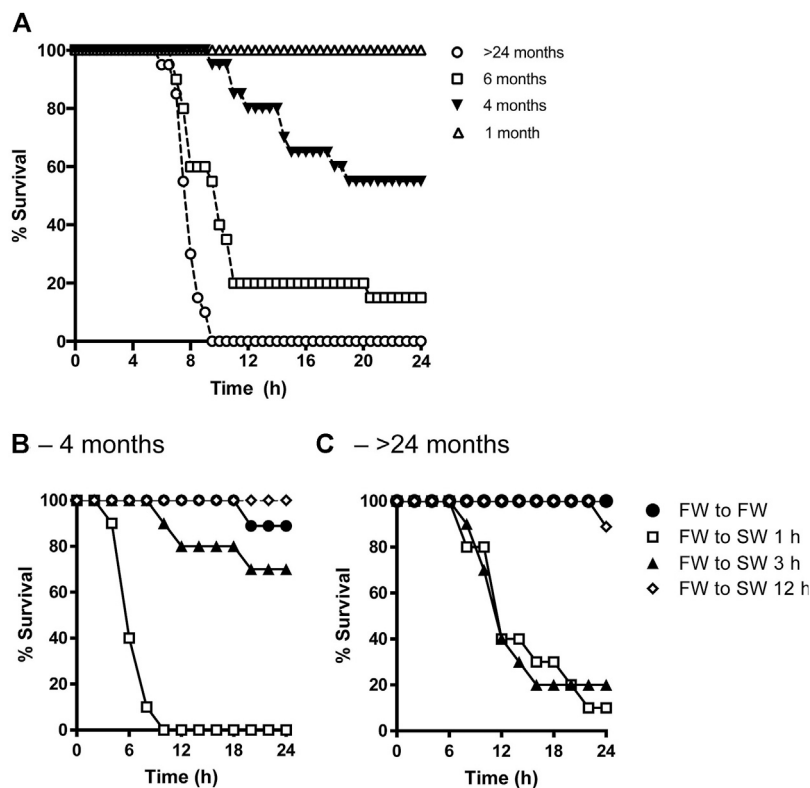 A
100
80
60
40
20
0
% Survival
0 4 8 12 16 20 24
Time (h)
>24 months
6 months
4 months
1 month
B – 4 months
100
80
60
40
20
0
% Survival
0 6 12 18 24
Time (h)
C – >24 months
100
80
60
40
20
0
% Survival
0 6 12 18 24
Time (h)
FW to FW
FW to SW 1 h
FW to SW 3 h
FW to SW 12 h